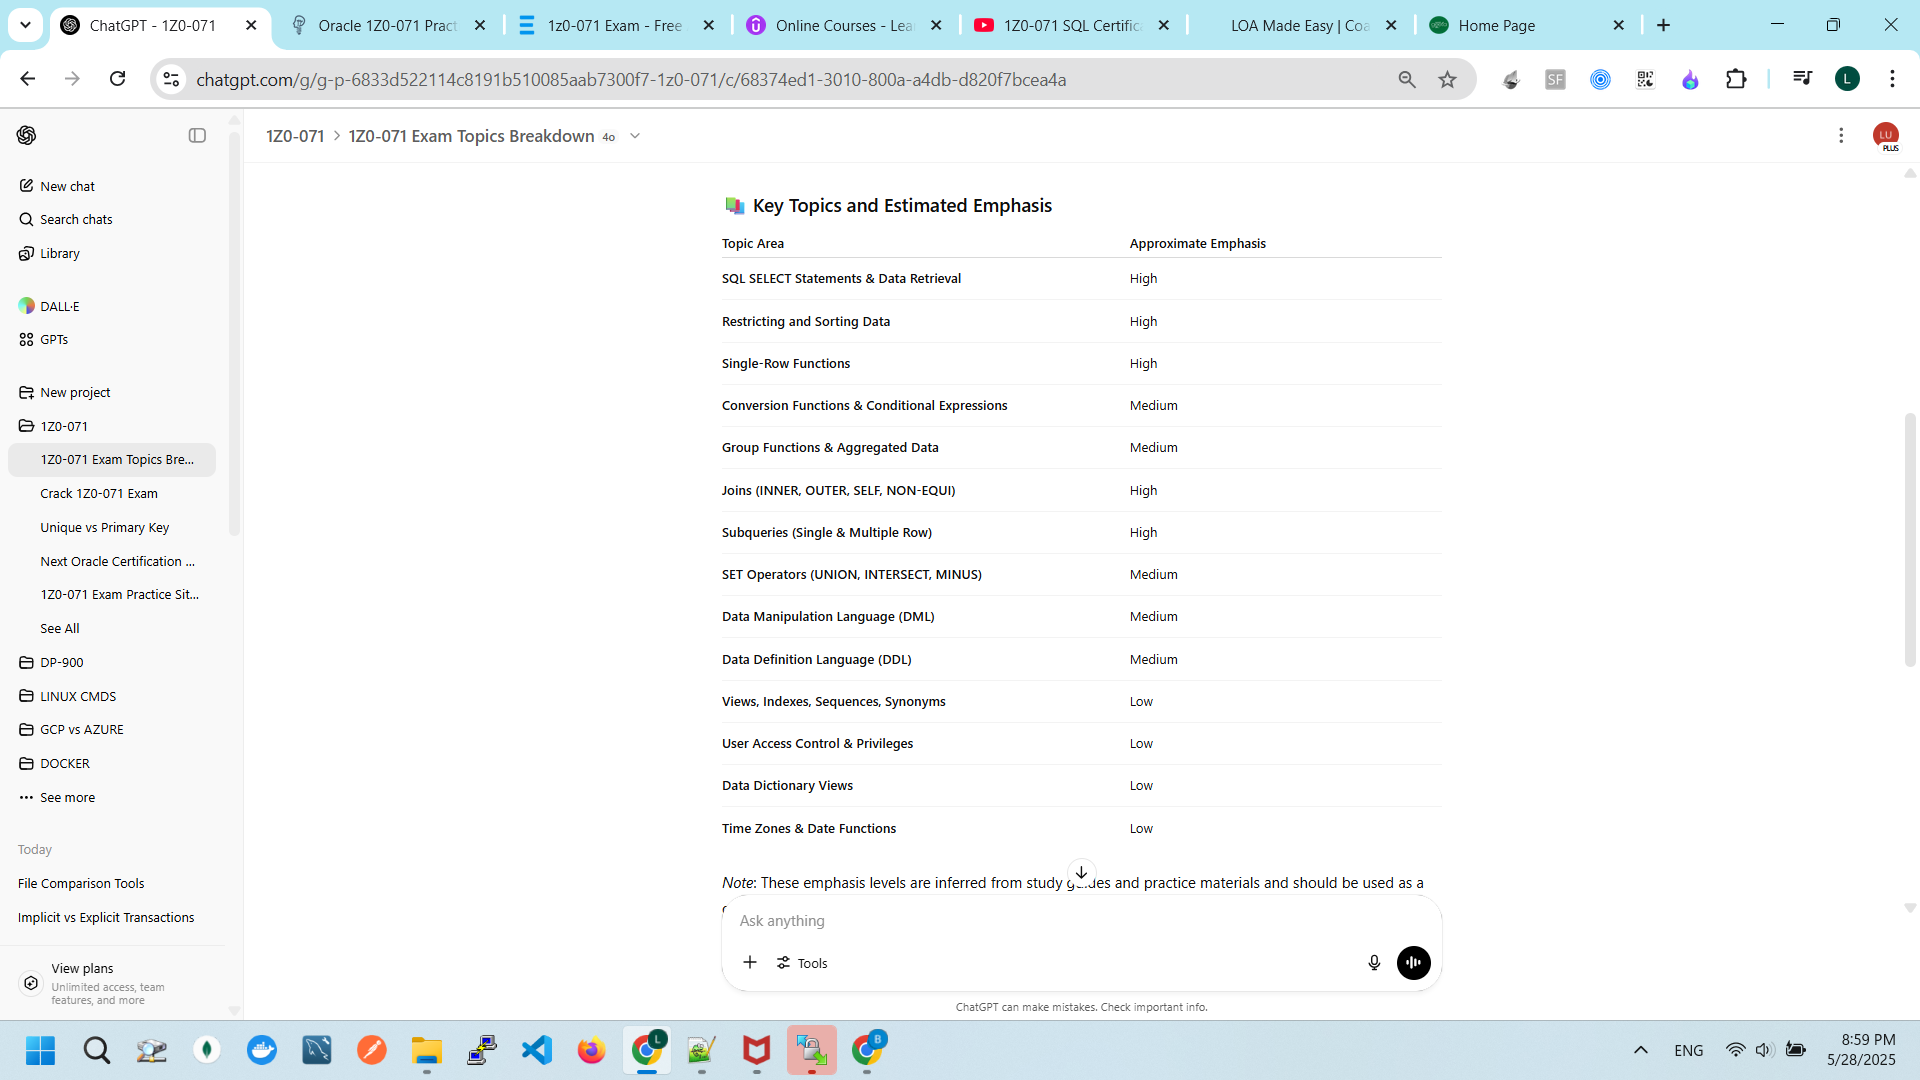 ChatGPT - 1Z0-071
Oracle 1Z0-071 Pract
1z0-071 Exam - Free
Online Courses - Lea
1Z0-071 SQL Certific
LOA Made Easy | Coa
Home Page
chatgpt.com/g/g-p-6833d522114c8191b510085aab7300f7-1z0-071/c/68374ed1-3010-800a-a4db-d820f7bcea4a
SF
L
1Z0-071 > 1Z0-071 Exam Topics Breakdown 4o
LU
PLUS
New chat
Search chats
Library
DALL·E
GPTs
New project
1Z0-071
1Z0-071 Exam Topics Bre...
Crack 1Z0-071 Exam
Unique vs Primary Key
Next Oracle Certification ...
1Z0-071 Exam Practice Sit...
See All
DP-900
LINUX CMDS
GCP vs AZURE
DOCKER
See more
Today
File Comparison Tools
Implicit vs Explicit Transactions
View plans
Unlimited access, team
features, and more
Key Topics and Estimated Emphasis
Topic Area Approximate Emphasis
SQL SELECT Statements & Data Retrieval High
Restricting and Sorting Data High
Single-Row Functions High
Conversion Functions & Conditional Expressions Medium
Group Functions & Aggregated Data Medium
Joins (INNER, OUTER, SELF, NON-EQUI) High
Subqueries (Single & Multiple Row) High
SET Operators (UNION, INTERSECT, MINUS) Medium
Data Manipulation Language (DML) Medium
Data Definition Language (DDL) Medium
Views, Indexes, Sequences, Synonyms Low
User Access Control & Privileges Low
Data Dictionary Views Low
Time Zones & Date Functions Low
Note: These emphasis levels are inferred from study guides and practice materials and should be used as a
Ask anything
Tools
ChatGPT can make mistakes. Check important info.
L
B
ENG
8:59 PM
5/28/2025